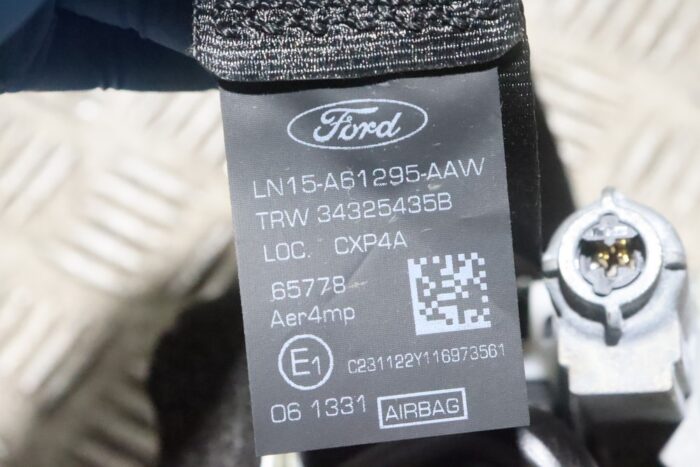 Ford
LN15-A61295-AAW
TRW 34325435B
LOC. CXP4A
65778
Aer4mp
E1
C231122Y116973561
06 1331 AIRBAG